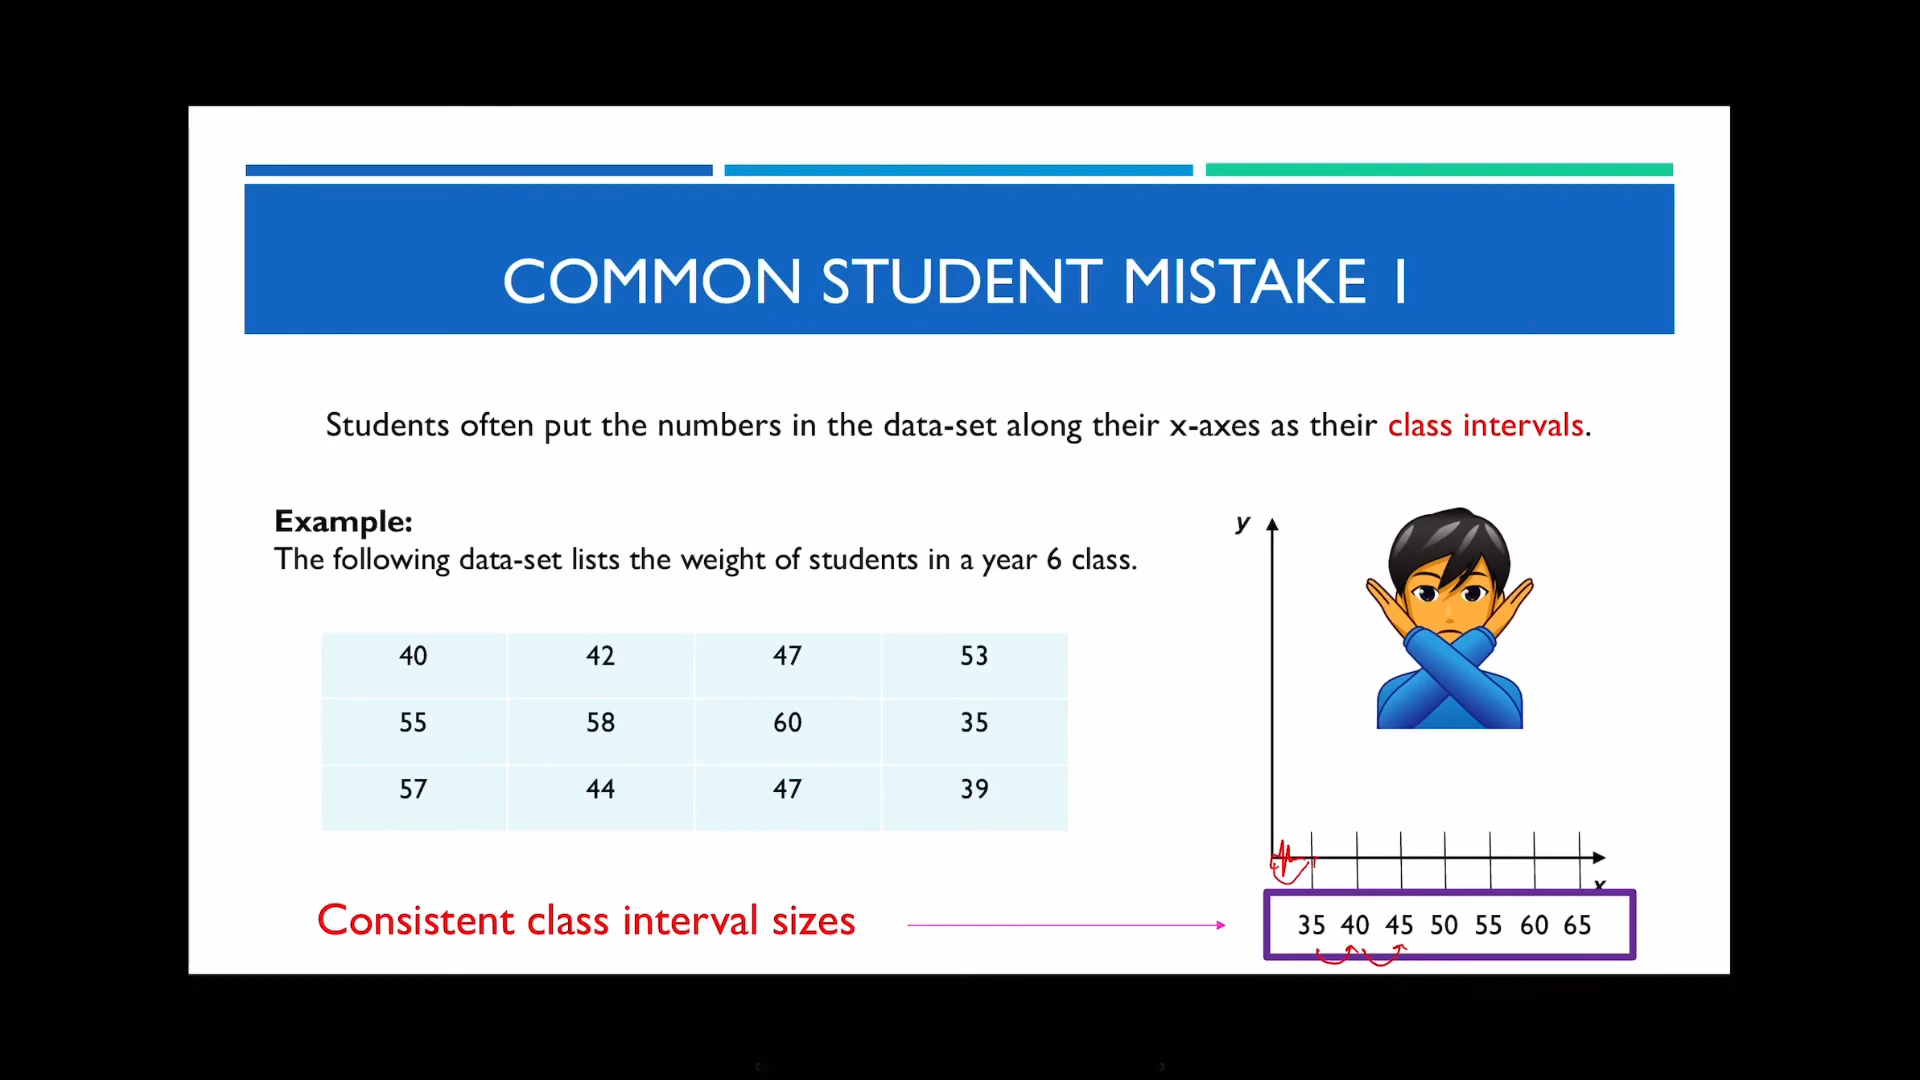 COMMON STUDENT MISTAKE 1
Students often put the numbers in the data-set along their x-axes as their class intervals.
Example:
The following data-set lists the weight of students in a year 6 class.
40 42 47 53
55 58 60 35
57 44 47 39
y
x
Consistent class interval sizes
35 40 45 50 55 60 65